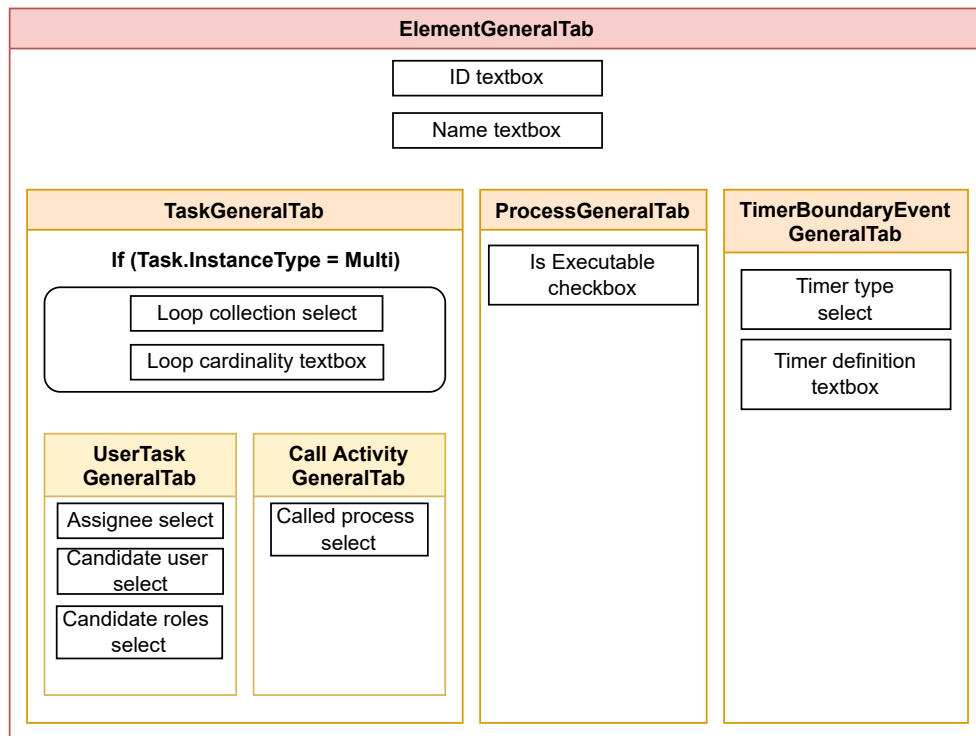 ElementGeneralTab
ID textbox
Name textbox
TaskGeneralTab
If (Task.InstanceType = Multi)
Loop collection select
Loop cardinality textbox
UserTask
GeneralTab
Assignee select
Candidate user
select
Candidate roles
select
Call Activity
GeneralTab
Called process
select
ProcessGeneralTab
Is Executable
checkbox
TimerBoundaryEvent
GeneralTab
Timer type
select
Timer definition
textbox